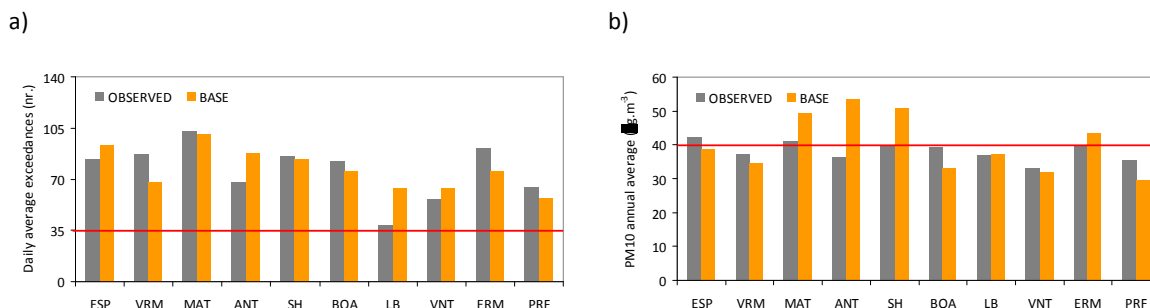 a)
Daily average exceedances (nr.)
140
105
70
35
0
OBSERVED BASE
ESP VRM MAT ANT SH BOA LB VNT ERM PRF
b)
PM10 annual average g.m-3)
60
50
40
30
20
10
0
OBSERVED BASE
ESP VRM MAT ANT SH BOA LB VNT ERM PRF